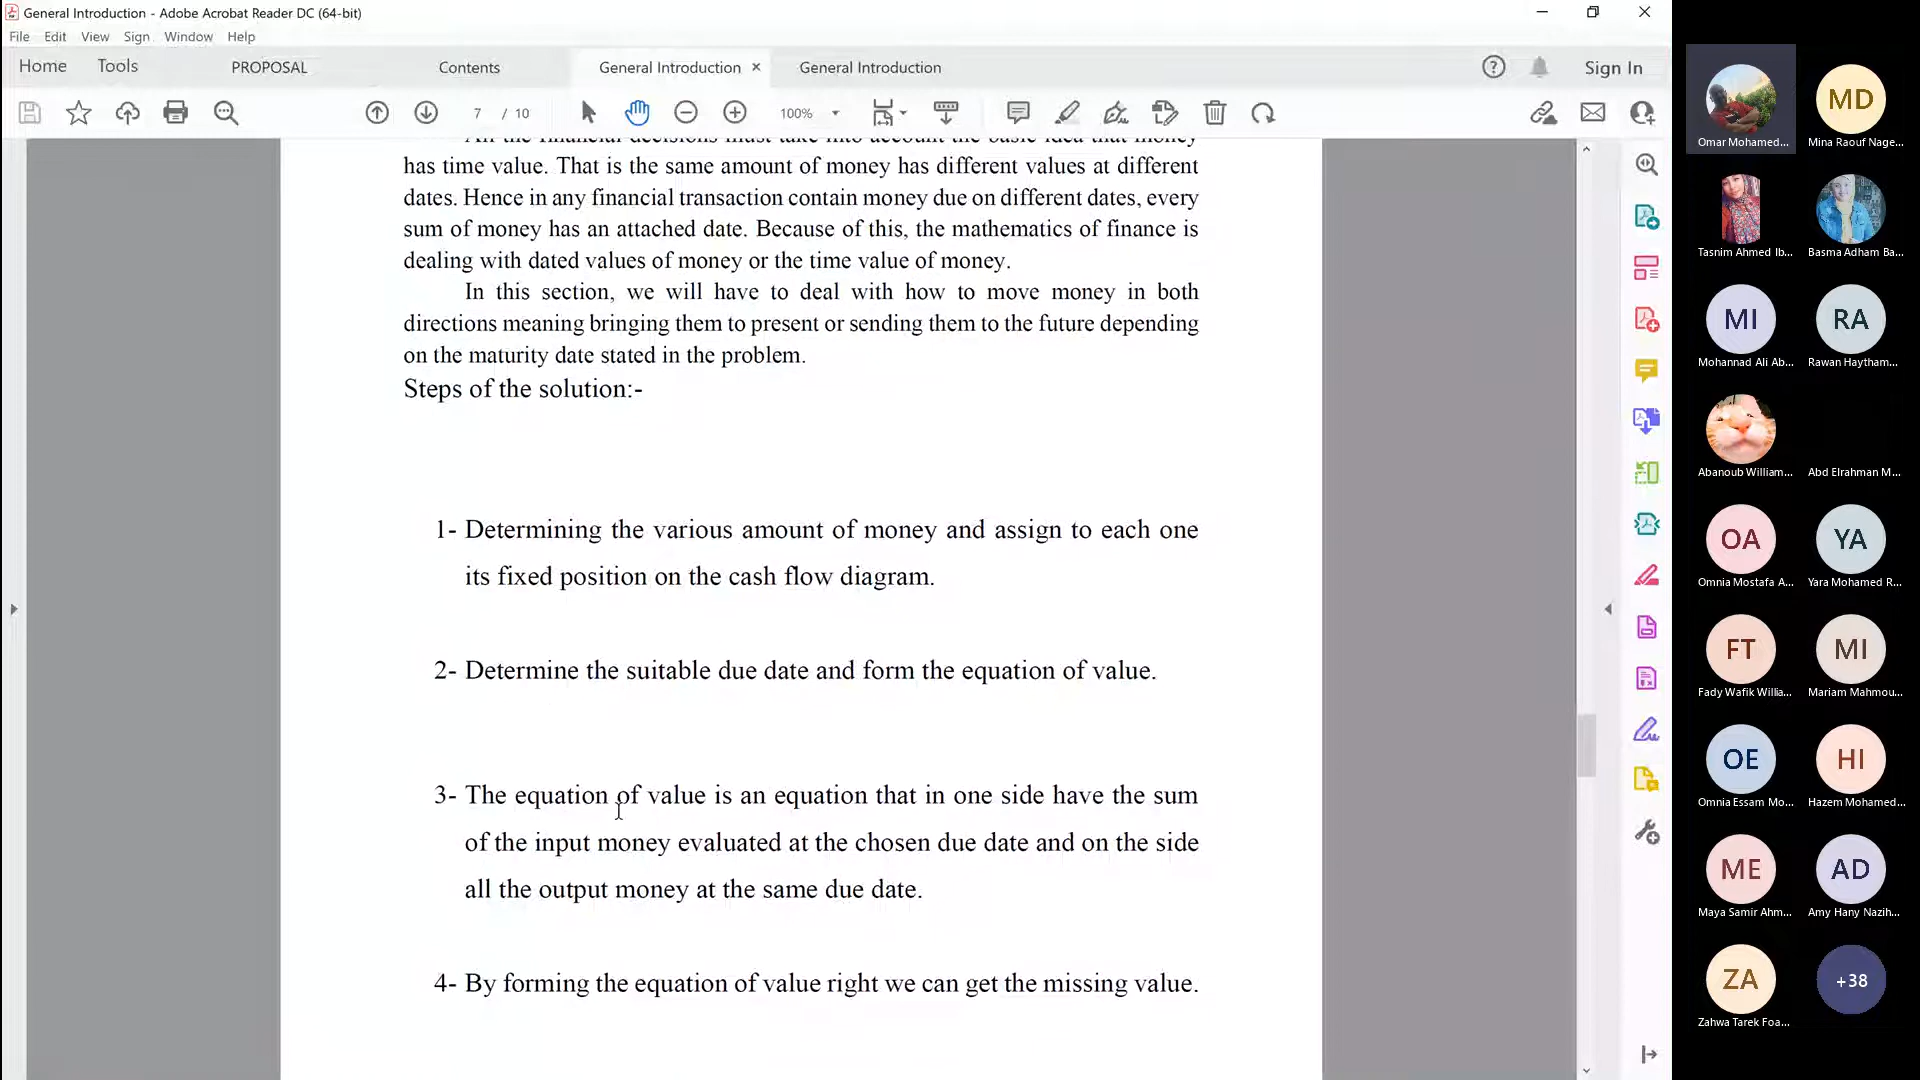 General Introduction - Adobe Acrobat Reader DC (64-bit)
File Edit View Sign Window Help
Home Tools PROPOSAL Contents General Introduction × General Introduction Sign In
7 / 10 100%
has time value. That is the same amount of money has different values at different
dates. Hence in any financial transaction contain money due on different dates, every
sum of money has an attached date. Because of this, the mathematics of finance is
dealing with dated values of money or the time value of money.
In this section, we will have to deal with how to move money in both
directions meaning bringing them to present or sending them to the future depending
on the maturity date stated in the problem.
Steps of the solution:-
1- Determining the various amount of money and assign to each one
its fixed position on the cash flow diagram.
2- Determine the suitable due date and form the equation of value.
3- The equation of value is an equation that in one side have the sum
of the input money evaluated at the chosen due date and on the side
all the output money at the same due date.
4- By forming the equation of value right we can get the missing value.
MD
Omar Mohamed... Mina Raouf Nage...
Tasnim Ahmed Ib... Basma Adham Ba...
MI RA
Mohannad Ali Ab... Rawan Haytham...
Abanoub William... Abd Elrahman M...
OA YA
Omnia Mostafa A... Yara Mohamed R...
FT MI
Fady Wafik Willia... Mariam Mahmou...
OE HI
Omnia Essam Mo... Hazem Mohamed...
ME AD
Maya Samir Ahm... Amy Hany Nazih...
ZA +38
Zahwa Tarek Foa...